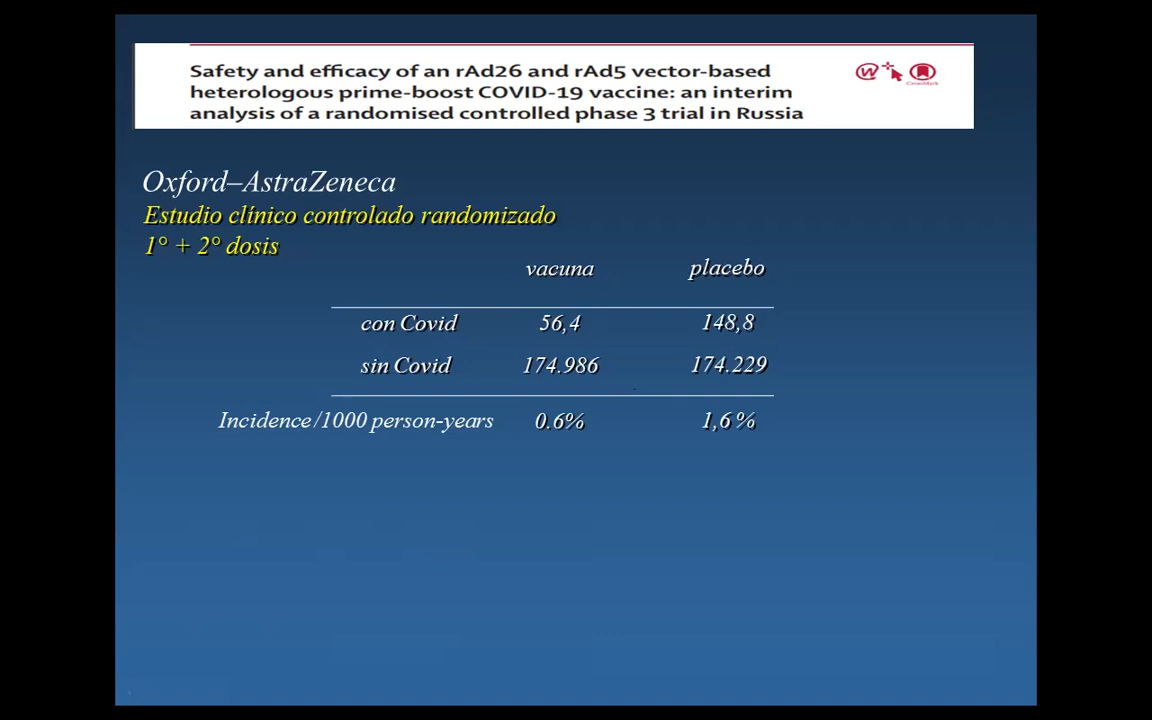 Safety and efficacy of an rAd26 and rAd5 vector-based
heterologous prime-boost COVID-19 vaccine: an interim
analysis of a randomised controlled phase 3 trial in Russia
Oxford–AstraZeneca
Estudio clínico controlado randomizado
1° + 2° dosis
vacuna placebo
con Covid 56,4 148,8
sin Covid 174.986 174.229
Incidence/1000 person-years 0.6% 1,6 %